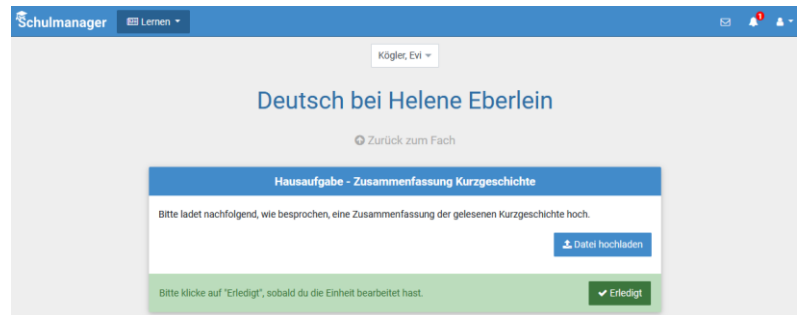 Schulmanager Lernen 1
Kögler, Evi
Deutsch bei Helene Eberlein
Zurück zum Fach
Hausaufgabe - Zusammenfassung Kurzgeschichte
Bitte ladet nachfolgend, wie besprochen, eine Zusammenfassung der gelesenen Kurzgeschichte hoch.
Datei hochladen
Bitte klicke auf "Erledigt", sobald du die Einheit bearbeitet hast. Erledigt